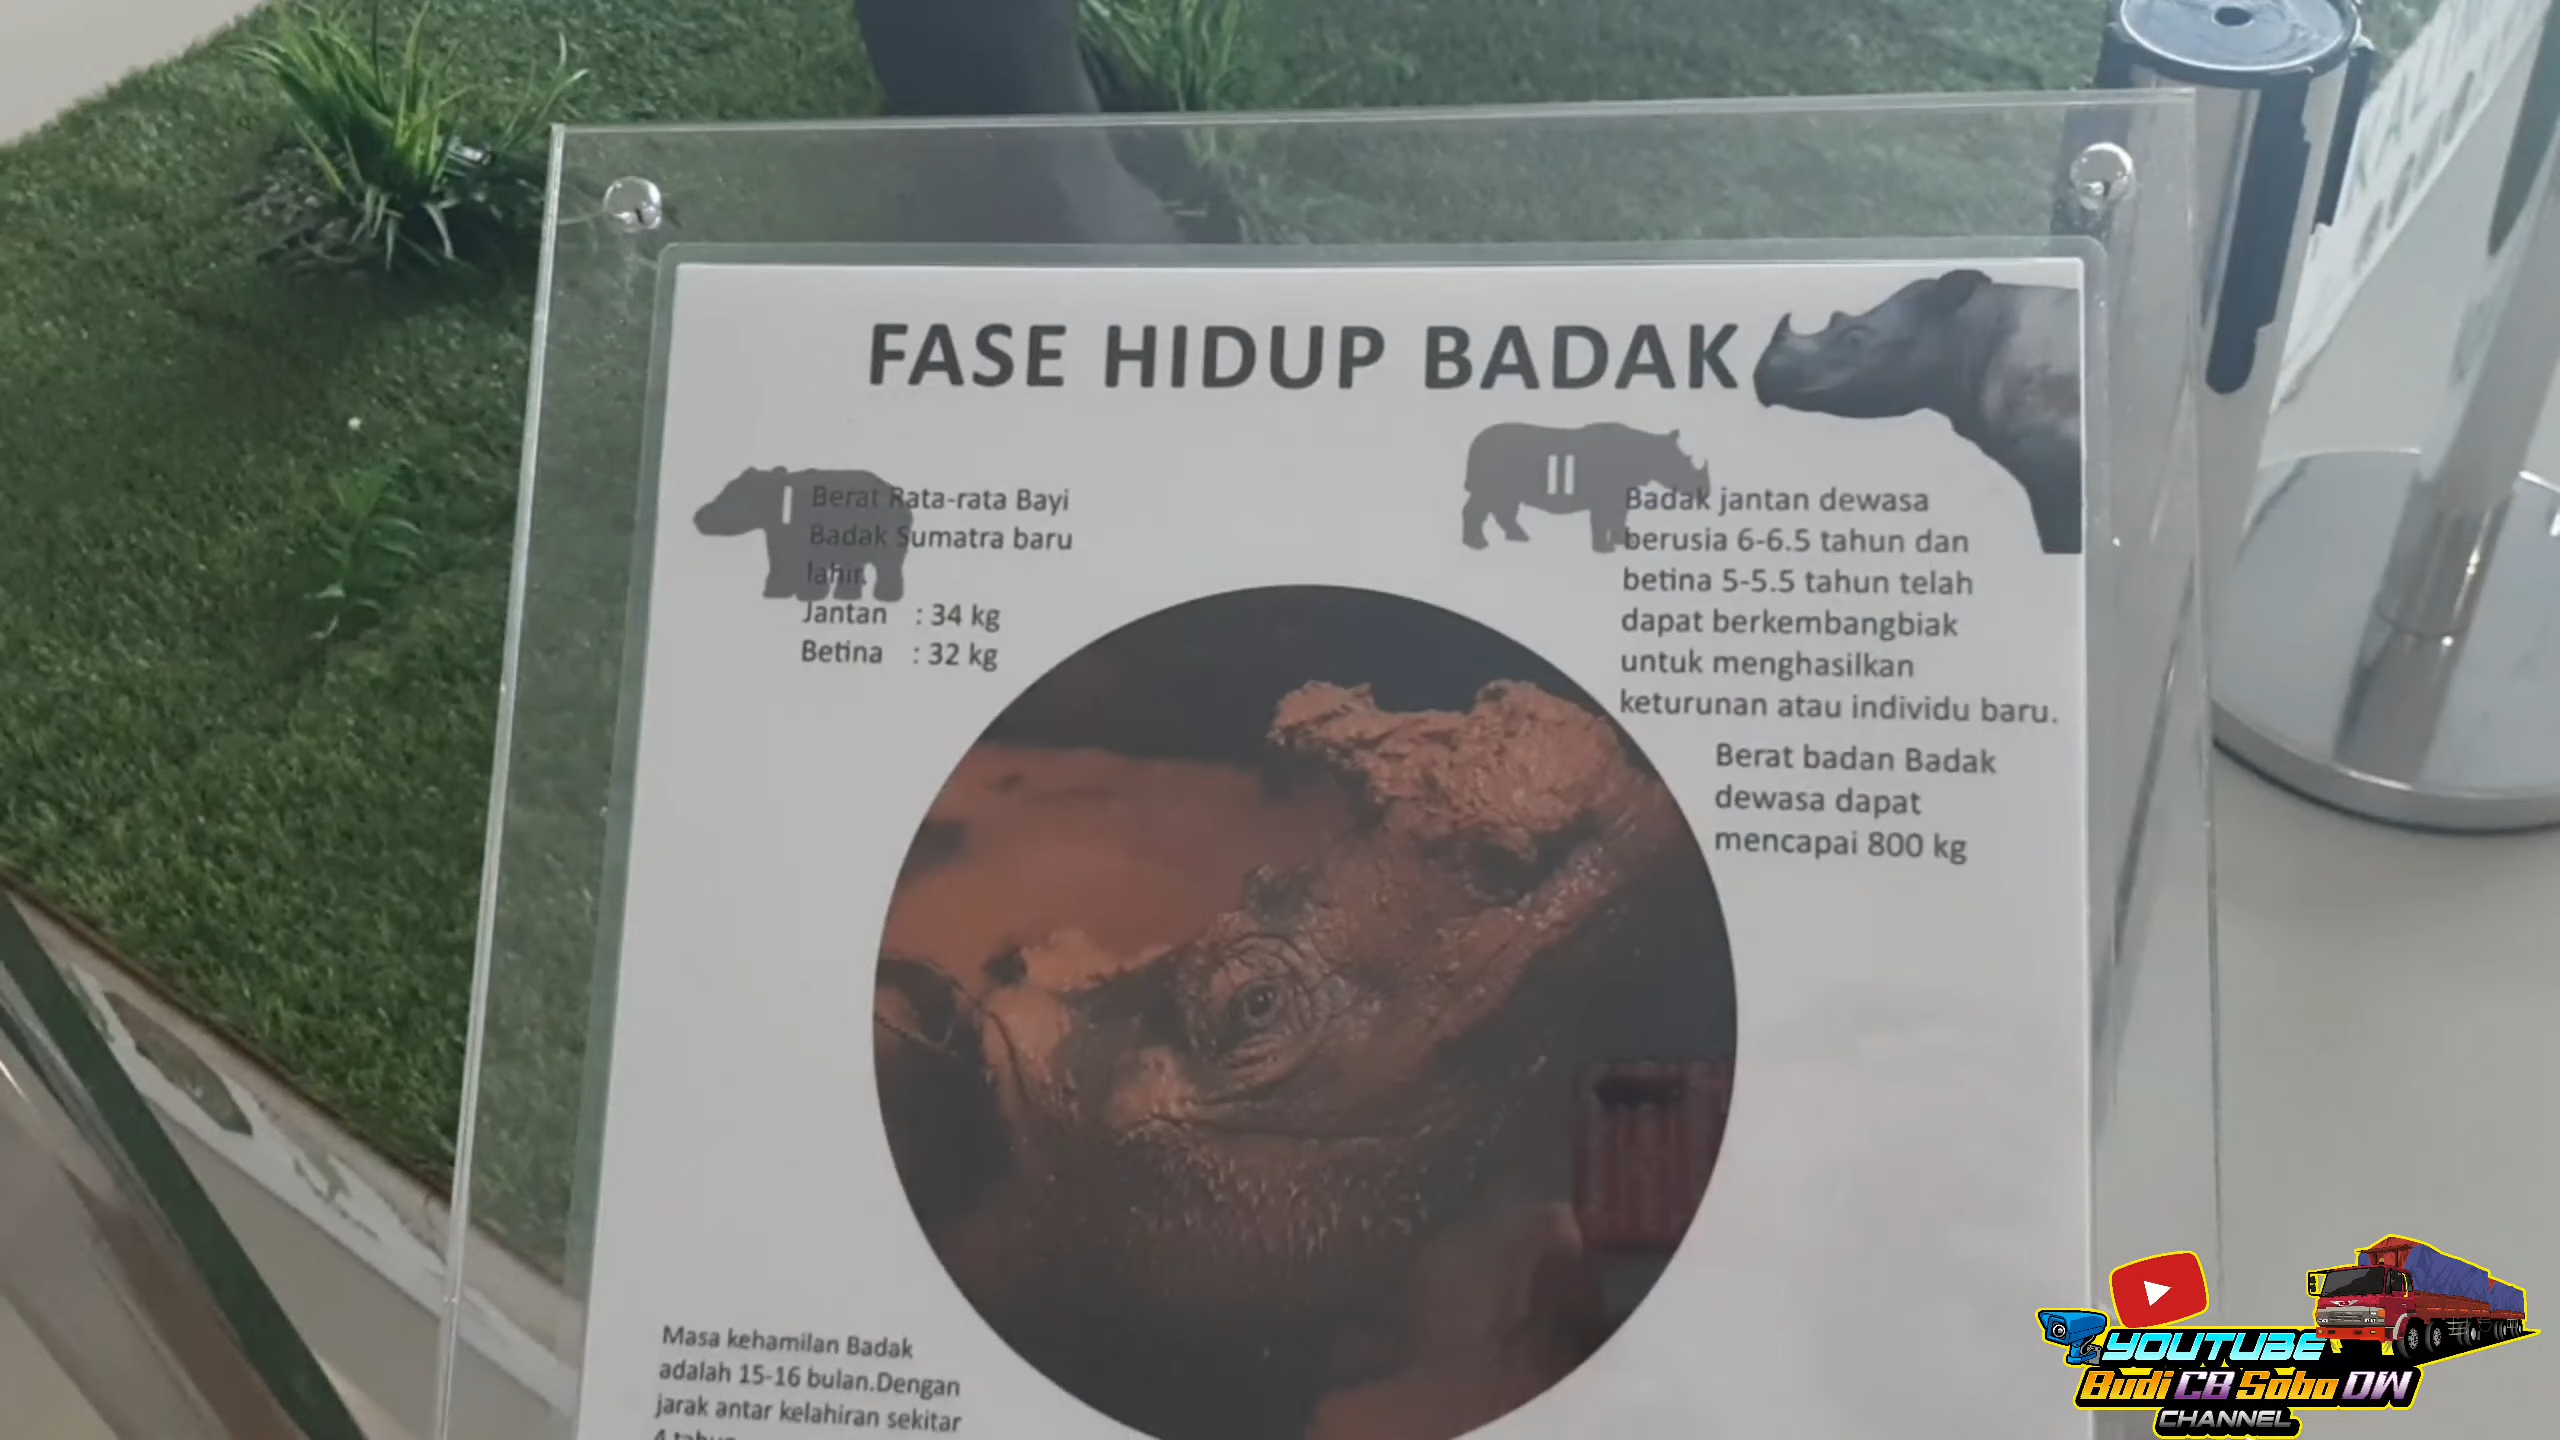 FASE HIDUP BADAK
I
Berat Rata-rata Bayi
Badak Sumatra baru
lahir.
Jantan : 34 kg
Betina : 32 kg
II
Badak jantan dewasa
berusia 6-6.5 tahun dan
betina 5-5.5 tahun telah
dapat berkembangbiak
untuk menghasilkan
keturunan atau individu baru.
Berat badan Badak
dewasa dapat
mencapai 800 kg
Masa kehamilan Badak
adalah 15-16 bulan.Dengan
jarak antar kelahiran sekitar
YOUTUBE
Budi CB Sobo DW
CHANNEL